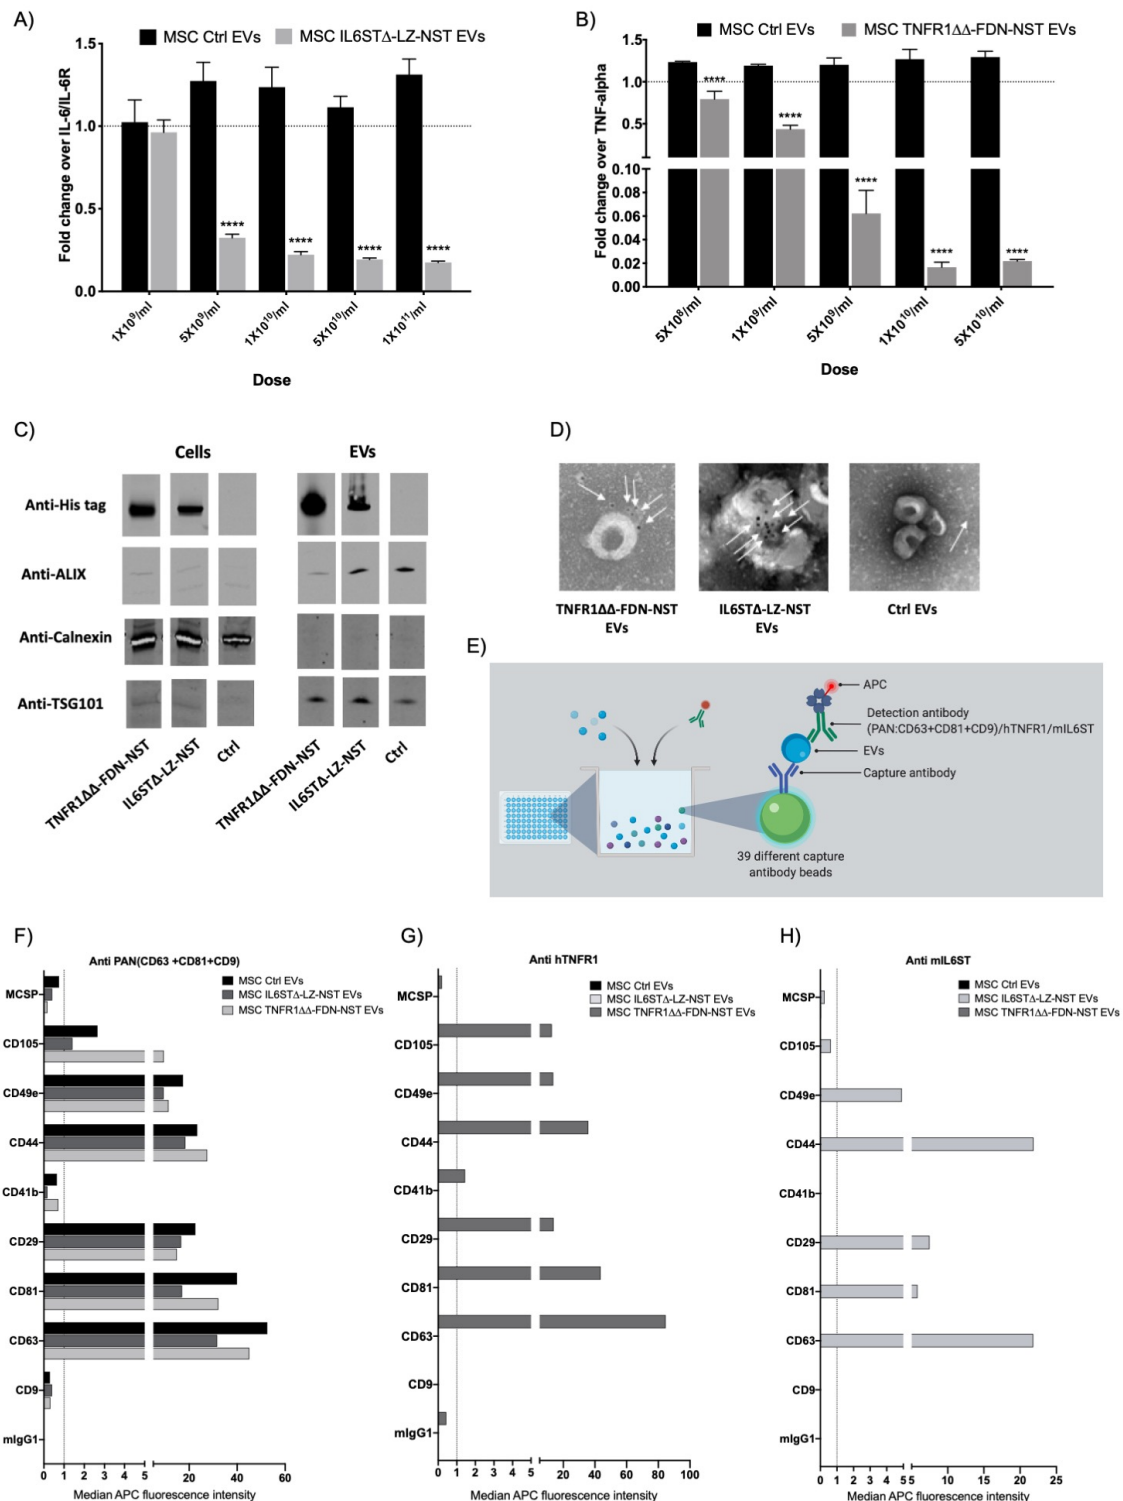 A)
MSC Ctrl EVs
MSC IL6STΔ-LZ-NST EVs
Fold change over IL-6/IL-6R
1.5
1.0
0.5
0.0
****
****
****
****
1X10⁹/ml
5X10⁹/ml
1X10¹⁰/ml
5X10¹⁰/ml
1X10¹¹/ml
Dose
B)
MSC Ctrl EVs
MSC TNFR1ΔΔ-FDN-NST EVs
Fold change over TNF-alpha
1.5
1.0
0.5
0.10
0.08
0.06
0.04
0.02
0.00
****
****
****
****
****
5X10⁸/ml
1X10⁹/ml
5X10⁹/ml
1X10¹⁰/ml
5X10¹⁰/ml
Dose
C)
Cells
EVs
Anti-His tag
Anti-ALIX
Anti-Calnexin
Anti-TSG101
TNFR1ΔΔ-FDN-NST
IL6STΔ-LZ-NST
Ctrl
TNFR1ΔΔ-FDN-NST
IL6STΔ-LZ-NST
Ctrl
D)
TNFR1ΔΔ-FDN-NST
EVs
IL6STΔ-LZ-NST
EVs
Ctrl EVs
E)
APC
Detection antibody
(PAN:CD63+CD81+CD9)/hTNFR1/mIL6ST
EVs
Capture antibody
39 different capture
antibody beads
F)
Anti PAN(CD63 +CD81+CD9)
MSC Ctrl EVs
MSC IL6STΔ-LZ-NST EVs
MSC TNFR1ΔΔ-FDN-NST EVs
MCSP
CD105
CD49e
CD44
CD41b
CD29
CD81
CD63
CD9
mIgG1
0 1 2 3 4 5 20 40 60
Median APC fluorescence intensity
G)
Anti hTNFR1
MSC Ctrl EVs
MSC IL6STΔ-LZ-NST EVs
MSC TNFR1ΔΔ-FDN-NST EVs
MCSP
CD105
CD49e
CD44
CD41b
CD29
CD81
CD63
CD9
mIgG1
0 1 2 3 4 5 20 40 60 80 100
Median APC fluorescence intensity
H)
Anti mIL6ST
MSC Ctrl EVs
MSC IL6STΔ-LZ-NST EVs
MSC TNFR1ΔΔ-FDN-NST EVs
MCSP
CD105
CD49e
CD44
CD41b
CD29
CD81
CD63
CD9
mIgG1
0 1 2 3 4 5 5 10 15 20 25
Median APC fluorescence intensity